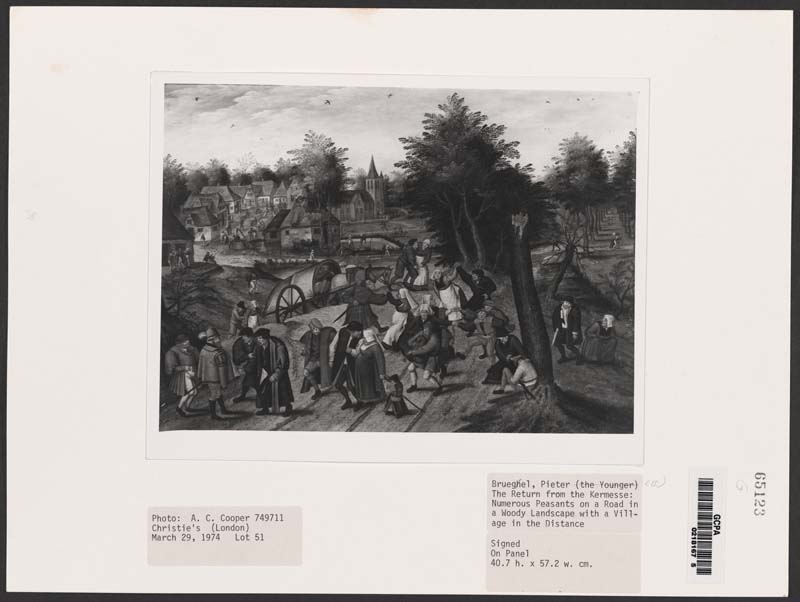 Photo: A. C. Cooper 749711
Christie's (London)
March 29, 1974 Lot 51
Brueghel, Pieter (the Younger)
The Return from the Kermesse:
Numerous Peasants on a Road in
a Woody Landscape with a Vill-
age in the Distance
Signed
On Panel
40.7 h. x 57.2 w. cm.
GCPA
0218167 5
65123